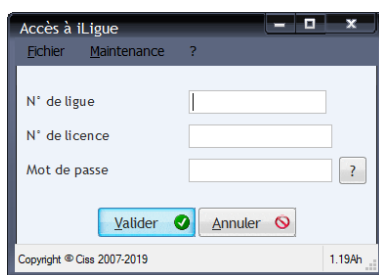 Accès à iLigue
Fichier Maintenance ?
N° de ligue
N° de licence
Mot de passe ?
Valider Annuler
Copyright © Ciss 2007-2019 1.19Ah